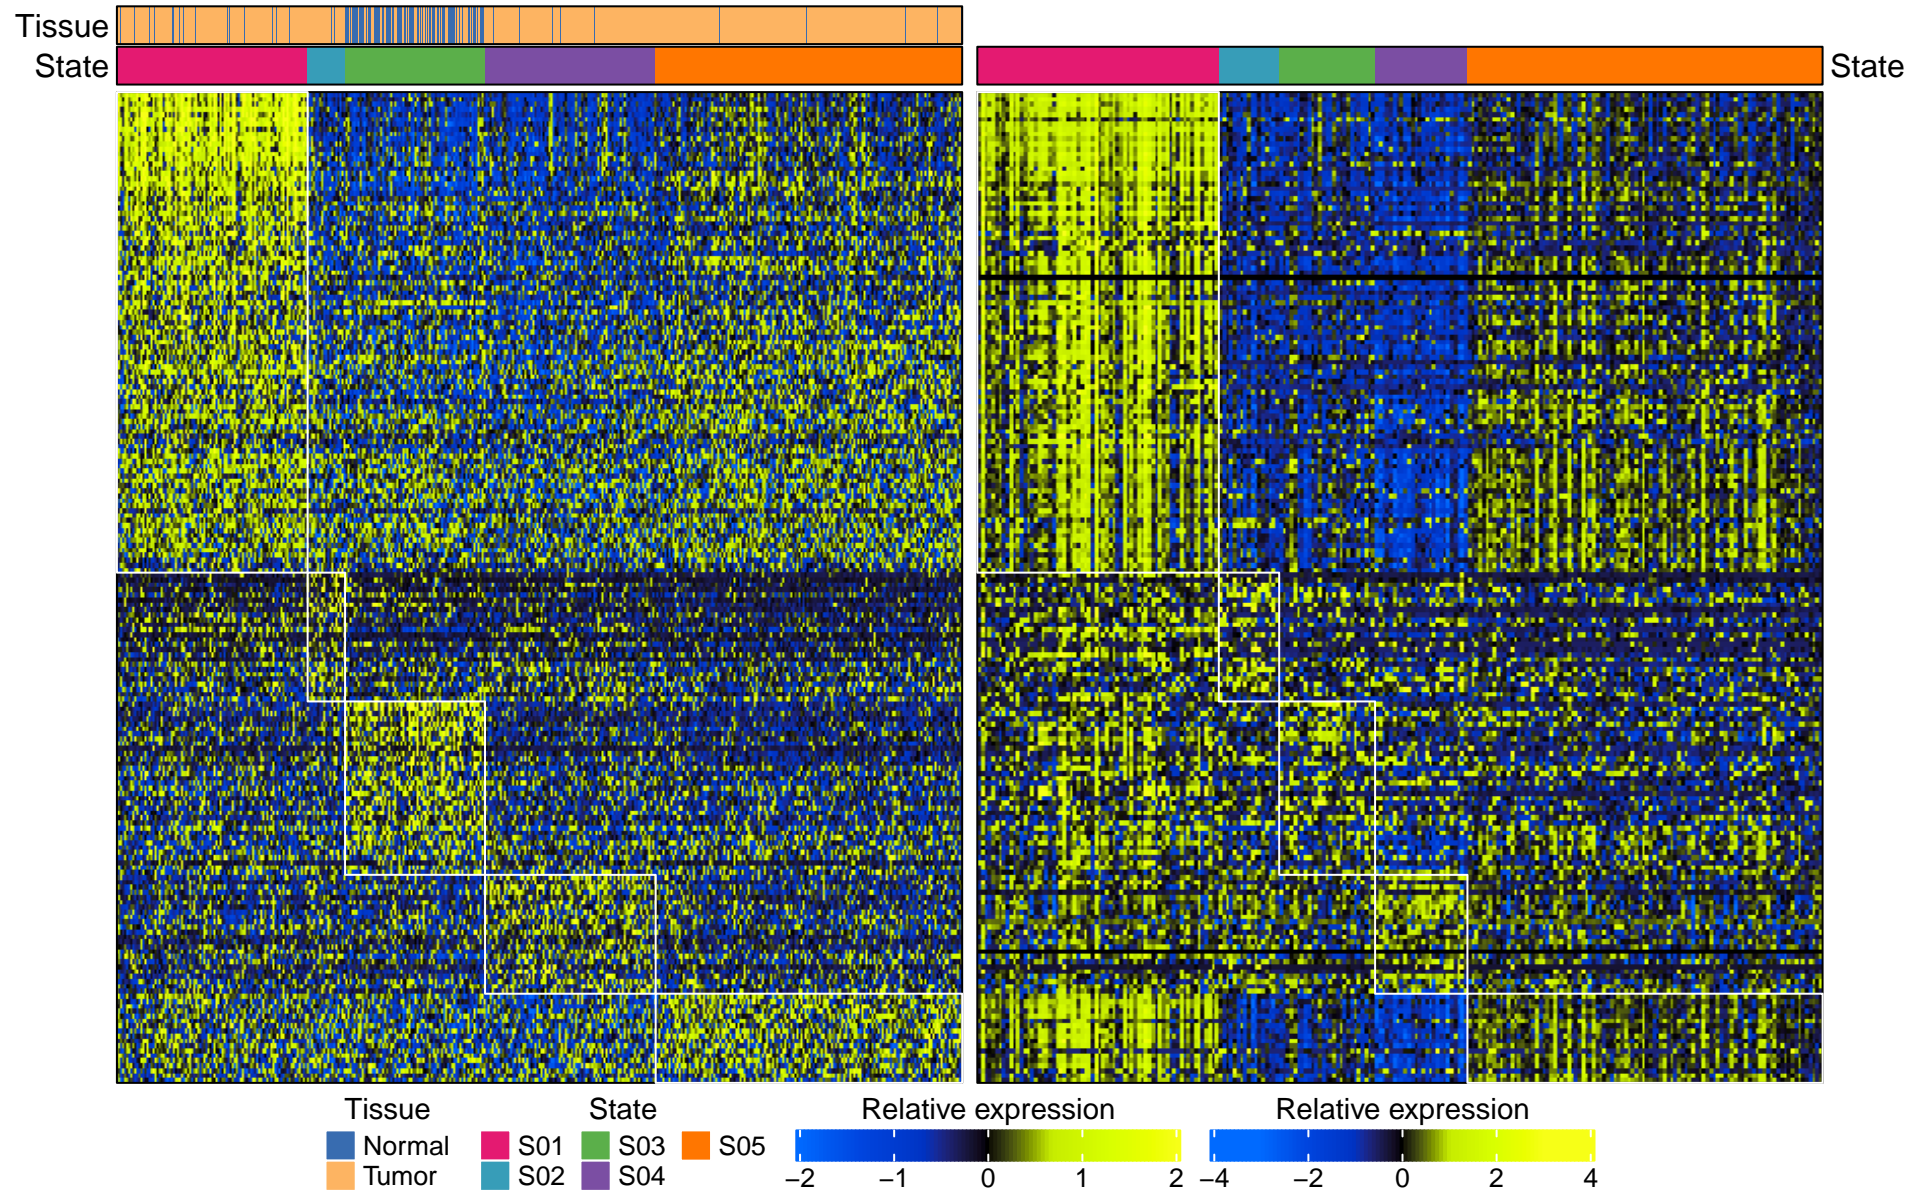 Tissue
State
State
Tissue
State
Relative expression
Relative expression
Normal
S01
S03
S05
Tumor
S02
S04
−2
−1
0
1
2
−4
−2
0
2
4